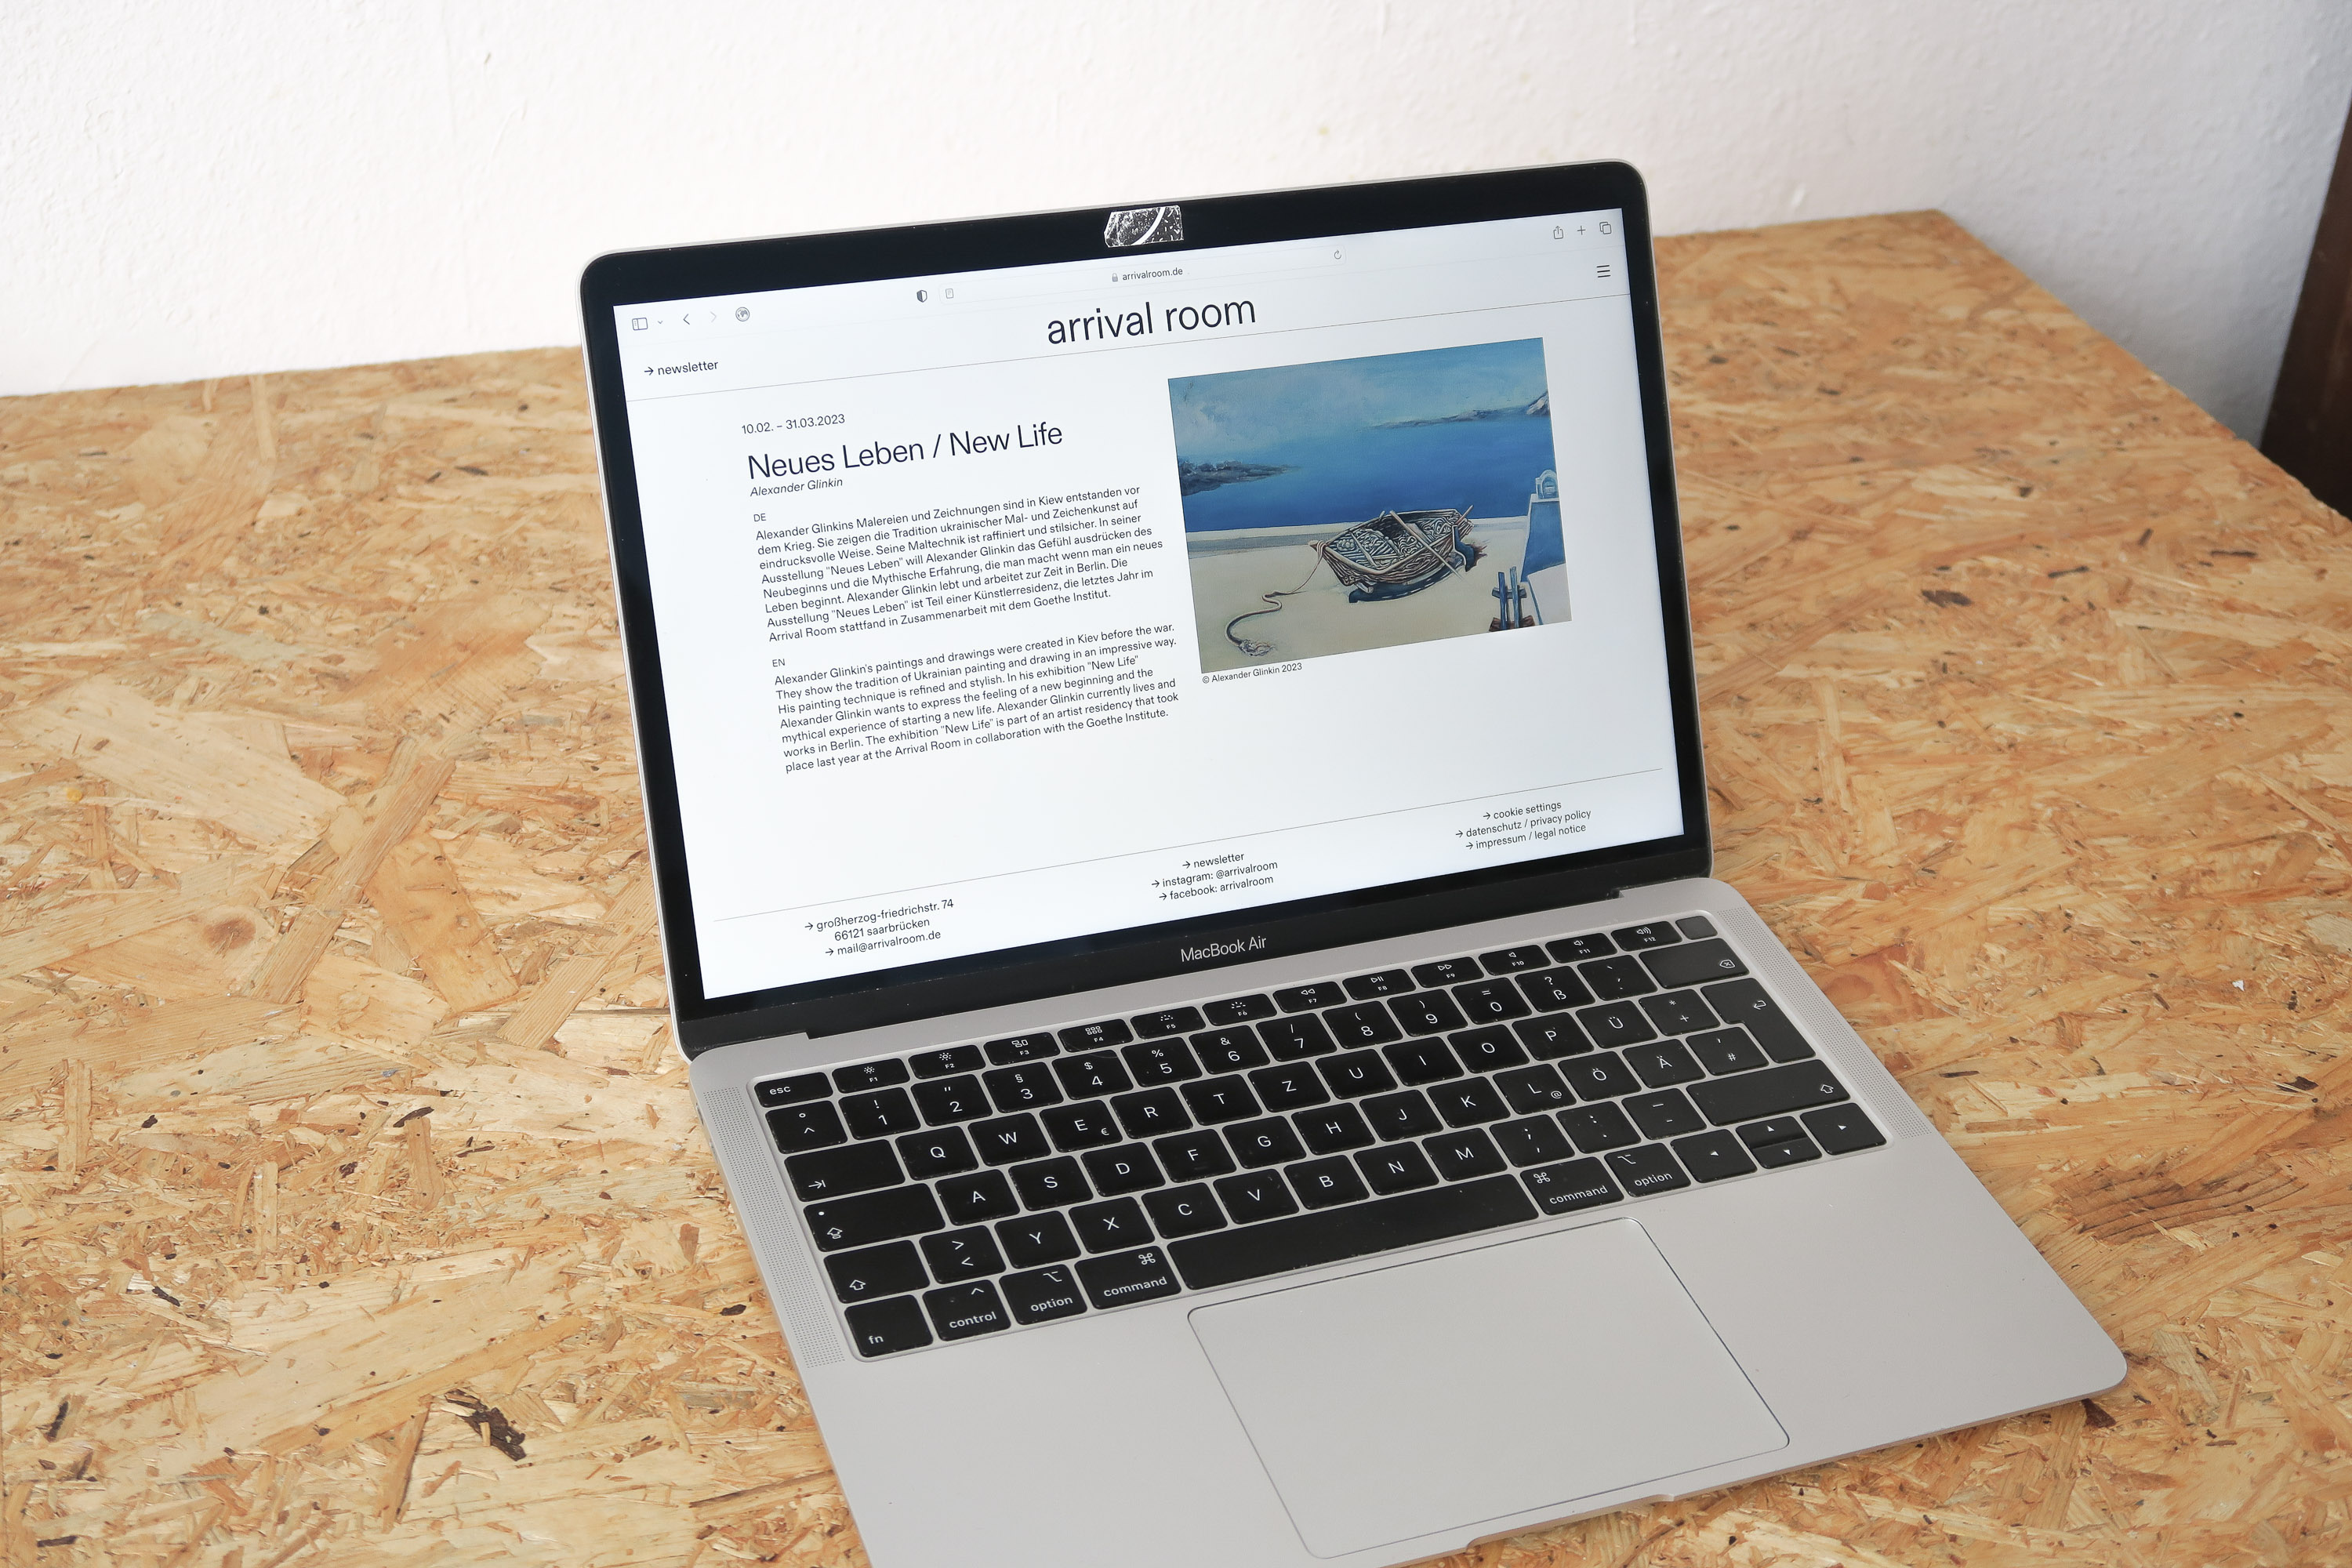 arrivalroom.de
arrival room
→ newsletter
10.02. – 31.03.2023
Neues Leben / New Life
Alexander Glinkin
DE
Alexander Glinkins Malereien und Zeichnungen sind in Kiew entstanden vor
dem Krieg. Sie zeigen die Tradition ukrainischer Mal- und Zeichenkunst auf
eindrucksvolle Weise. Seine Maltechnik ist raffiniert und stilsicher. In seiner
Ausstellung "Neues Leben" will Alexander Glinkin das Gefühl ausdrücken des
Neubeginns und die Mythische Erfahrung, die man macht wenn man ein neues
Leben beginnt. Alexander Glinkin lebt und arbeitet zur Zeit in Berlin. Die
Ausstellung "Neues Leben" ist Teil einer Künstlerresidenz, die letztes Jahr im
Arrival Room stattfand in Zusammenarbeit mit dem Goethe Institut.
EN
Alexander Glinkin's paintings and drawings were created in Kiev before the war.
They show the tradition of Ukrainian painting and drawing in an impressive way.
His painting technique is refined and stylish. In his exhibition "New Life"
Alexander Glinkin wants to express the feeling of a new beginning and the
mythical experience of starting a new life. Alexander Glinkin currently lives and
works in Berlin. The exhibition "New Life" is part of an artist residency that took
place last year at the Arrival Room in collaboration with the Goethe Institute.
© Alexander Glinkin 2023
→ großherzog-friedrichstr. 74
66121 saarbrücken
→ mail@arrivalroom.de
→ newsletter
→ instagram: @arrivalroom
→ facebook: arrivalroom
→ cookie settings
→ datenschutz / privacy policy
→ impressum / legal notice
MacBook Air
esc F1 F2 F3 F4 F5 F6 F7 F8 F9 F10 F11 F12
° ^ ! 1 " 2 § 3 $ 4 % 5 & 6 / 7 ( 8 ) 9 = 0 ? ß ` ´
Q W E € R T Z U I O P Ü * +
A S D F G H J K L @ Ö Ä ' #
> < Y X C V B N M ; , : . _ -
fn control option command command option